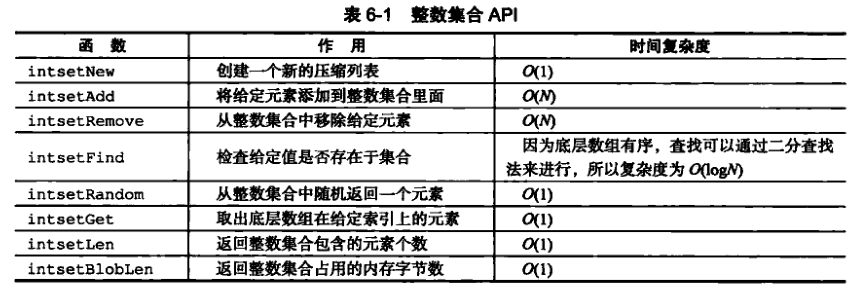 表 6-1 整数集合 API
函 数 作 用 时间复杂度
intsetNew 创建一个新的压缩列表 O(1)
intsetAdd 将给定元素添加到整数集合里面 O(N)
intsetRemove 从整数集合中移除给定元素 O(N)
intsetFind 检查给定值是否存在于集合 因为底层数组有序，查找可以通过二分查找
法来进行，所以复杂度为 O(logN)
intsetRandom 从整数集合中随机返回一个元素 O(1)
intsetGet 取出底层数组在给定索引上的元素 O(1)
intsetLen 返回整数集合包含的元素个数 O(1)
intsetBlobLen 返回整数集合占用的内存字节数 O(1)